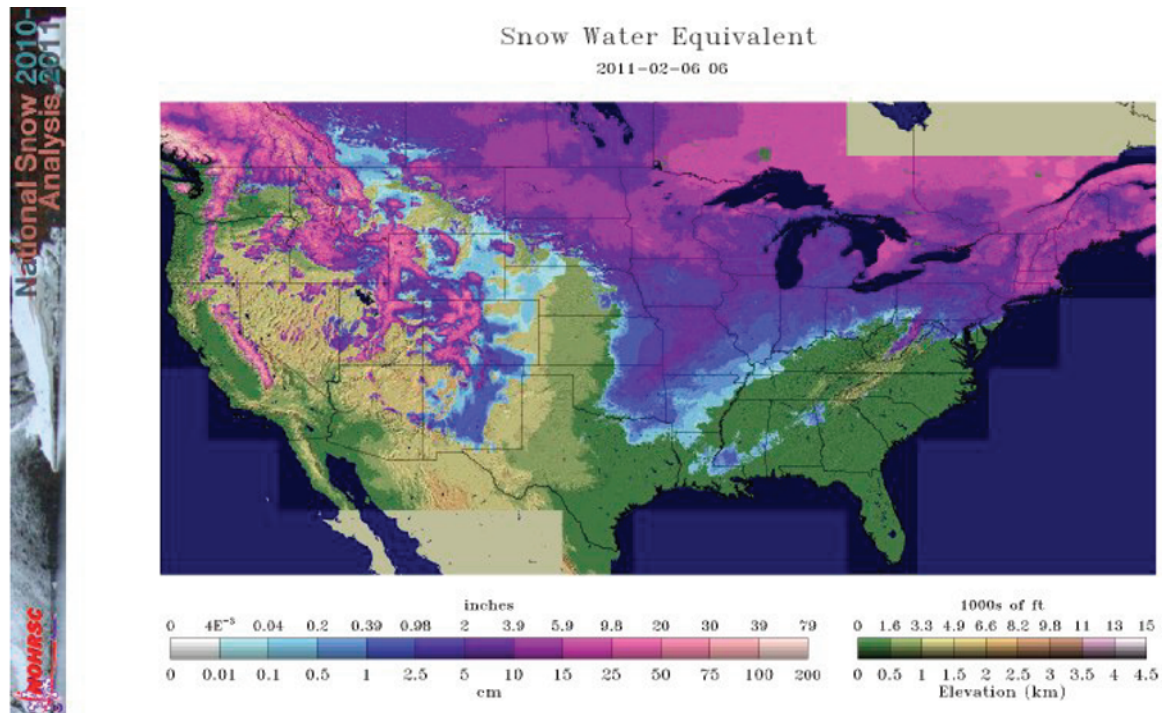 National Snow 2010-
Analysis 2011
NOHRSC
Snow Water Equivalent
2011-02-06 06
inches
0 4E⁻³ 0.04 0.2 0.39 0.98 2 3.9 5.9 9.8 20 30 39 79
0 0.01 0.1 0.5 1 2.5 5 10 15 25 50 75 100 200
cm
1000s of ft
0 1.6 3.3 4.9 6.6 8.2 9.8 11 13 15
0 0.5 1 1.5 2 2.5 3 3.5 4 4.5
Elevation (km)